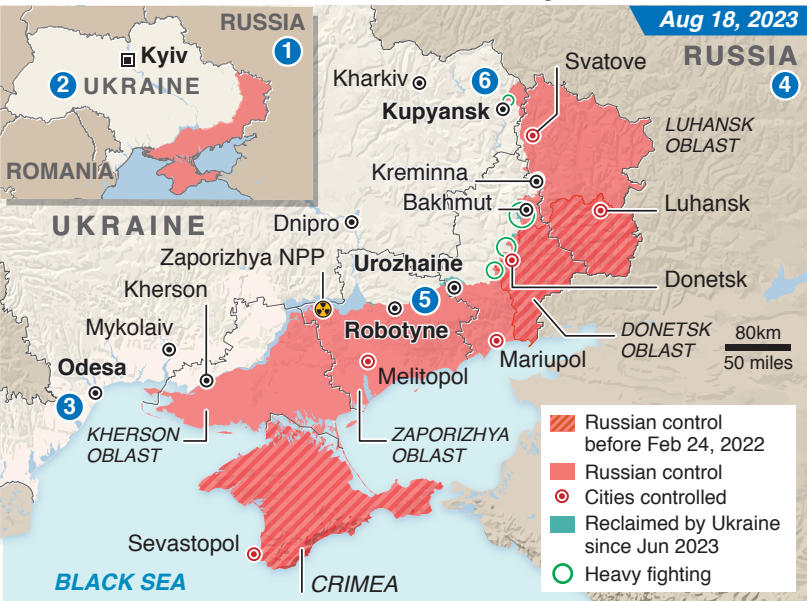 Aug 18, 2023
RUSSIA
1
Kyiv
2
UKRAINE
ROMANIA
RUSSIA
4
Svatove
Kharkiv
6
Kupyansk
LUHANSK
OBLAST
Kreminna
Bakhmut
Luhansk
UKRAINE
Dnipro
Zaporizhya NPP
Urozhaine
Kherson
Donetsk
5
Mykolaiv
Robotyne
DONETSK
OBLAST
80km
50 miles
Odesa
Mariupol
Melitopol
3
KHERSON
OBLAST
ZAPORIZHYA
OBLAST
Russian control
before Feb 24, 2022
Russian control
Cities controlled
Reclaimed by Ukraine
since Jun 2023
Heavy fighting
Sevastopol
BLACK SEA
CRIMEA